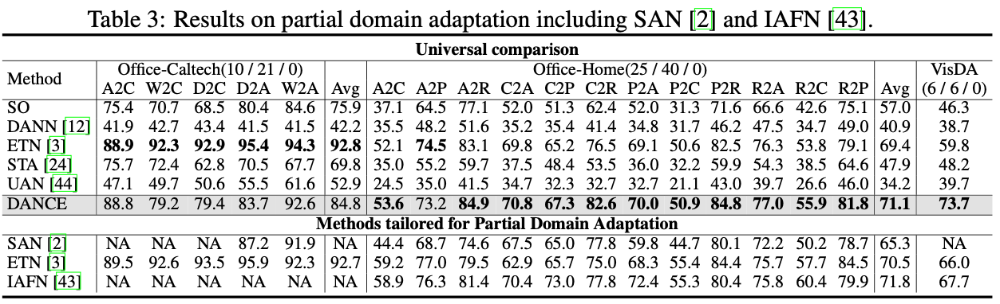 Table 3: Results on partial domain adaptation including SAN [2] and IAFN [43].
Universal comparison
Method Office-Caltech(10 / 21 / 0) Office-Home(25 / 40 / 0) VisDA
A2C W2C D2C D2A W2A Avg A2C A2P A2R C2A C2P C2R P2A P2C P2R R2A R2C R2P Avg (6 / 6 / 0)
SO 75.4 70.7 68.5 80.4 84.6 75.9 37.1 64.5 77.1 52.0 51.3 62.4 52.0 31.3 71.6 66.6 42.6 75.1 57.0 46.3
DANN [12] 41.9 42.7 43.4 41.5 41.5 42.2 35.5 48.2 51.6 35.2 35.4 41.4 34.8 31.7 46.2 47.5 34.7 49.0 40.9 38.7
ETN [3] 88.9 92.3 92.9 95.4 94.3 92.8 52.1 74.5 83.1 69.8 65.2 76.5 69.1 50.6 82.5 76.3 53.8 79.1 69.4 59.8
STA [24] 75.7 72.4 62.8 70.5 67.7 69.8 35.0 55.2 59.7 37.5 48.4 53.5 36.0 32.2 59.9 54.3 38.5 64.6 47.9 48.2
UAN [44] 47.1 49.7 50.6 55.5 61.6 52.9 24.5 35.0 41.5 34.7 32.3 32.7 32.7 21.1 43.0 39.7 26.6 46.0 34.2 39.7
DANCE 88.8 79.2 79.4 83.7 92.6 84.8 53.6 73.2 84.9 70.8 67.3 82.6 70.0 50.9 84.8 77.0 55.9 81.8 71.1 73.7
Methods tailored for Partial Domain Adaptation
SAN [2] NA NA NA 87.2 91.9 NA 44.4 68.7 74.6 67.5 65.0 77.8 59.8 44.7 80.1 72.2 50.2 78.7 65.3 NA
ETN [3] 89.5 92.6 93.5 95.9 92.3 92.7 59.2 77.0 79.5 62.9 65.7 75.0 68.3 55.4 84.4 75.7 57.7 84.5 70.5 66.0
IAFN [43] NA NA NA NA NA NA 58.9 76.3 81.4 70.4 73.0 77.8 72.4 55.3 80.4 75.8 60.4 79.9 71.8 67.7